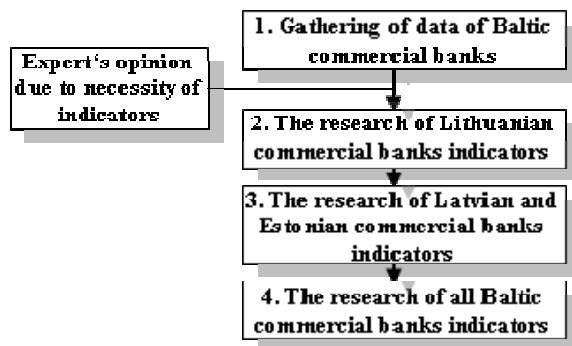 1. Gathering of data of Baltic
commercial banks
Expert's opinion
due to necessity of
indicators
2. The research of Lithuanian
commercial banks indicators
3. The research of Latvian and
Estonian commercial banks
indicators
4. The research of all Baltic
commercial banks indicators